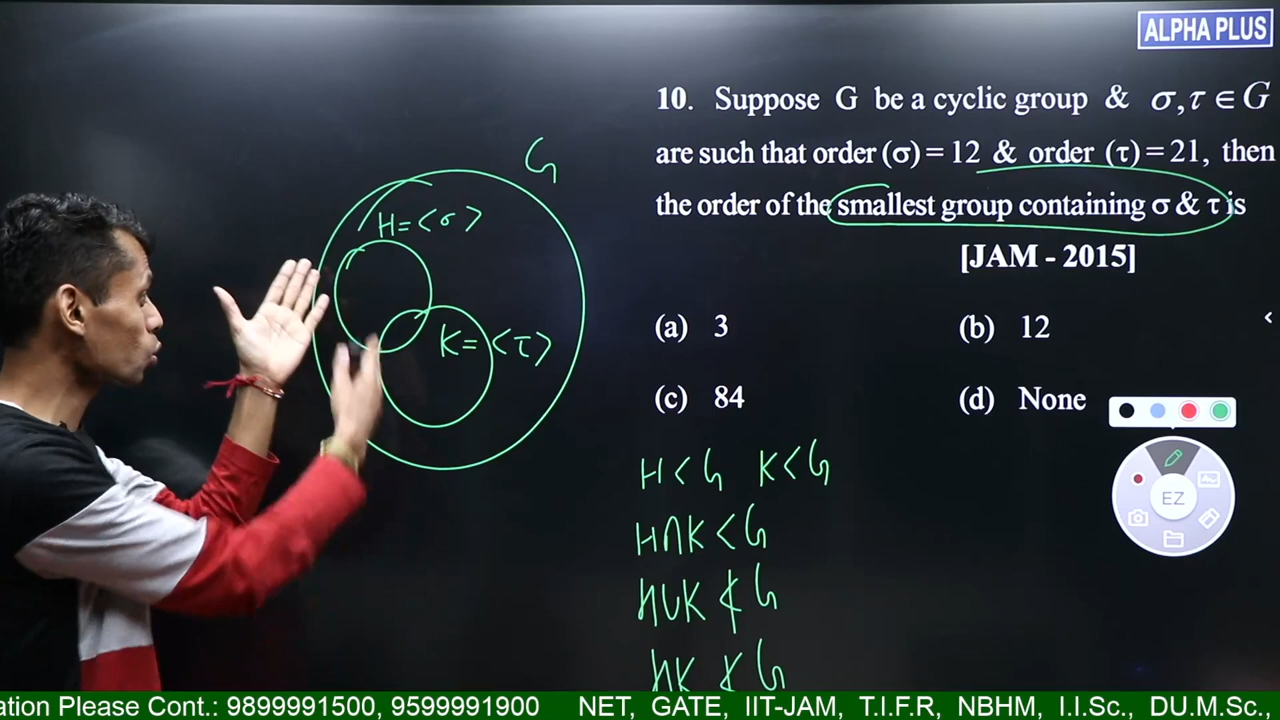 ALPHA PLUS
10. Suppose G be a cyclic group & σ, τ ∈ G
are such that order (σ) = 12 & order (τ) = 21, then
the order of the smallest group containing σ & τ is
[JAM - 2015]
(a) 3 (b) 12
(c) 84 (d) None
G
H = <σ>
K = <τ>
H < G K < G
H∩K < G
H∪K ≮ G
HK ≮ G
EZ
ation Please Cont.: 9899991500, 9599991900 NET, GATE, IIT-JAM, T.I.F.R, NBHM, I.I.Sc., DU.M.Sc.,